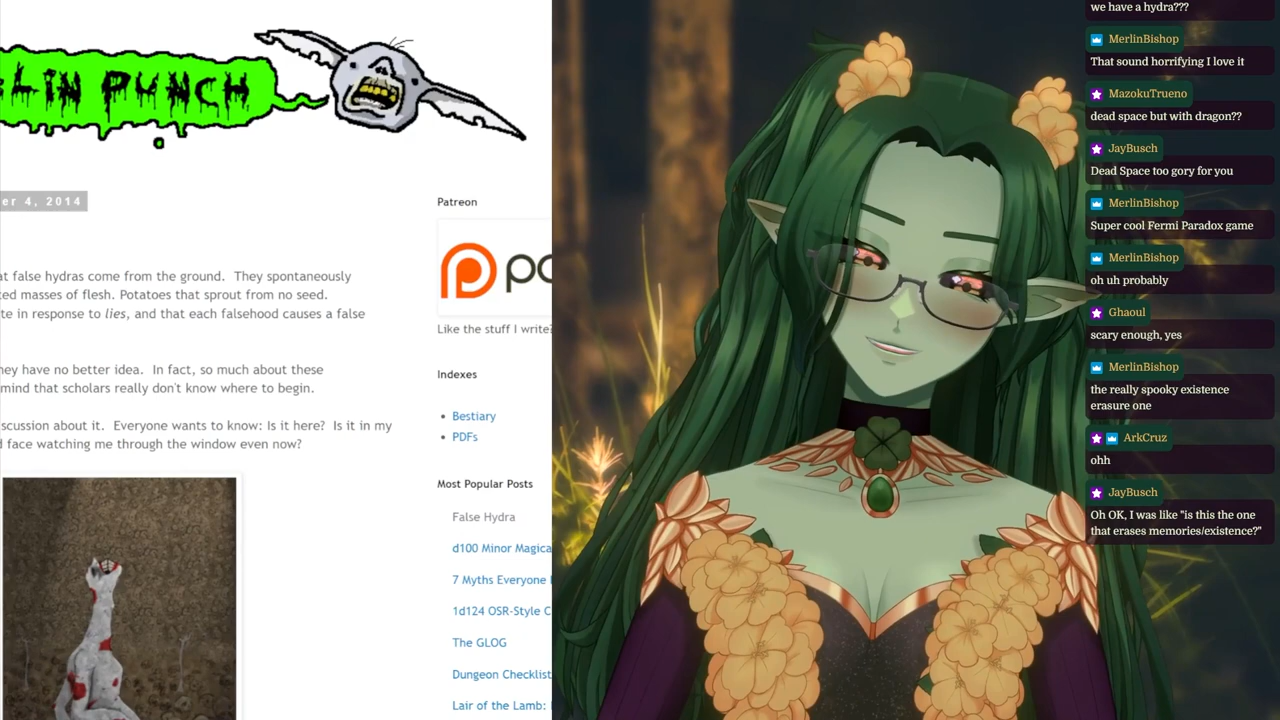 LIN PUNCH
er 4, 2014
at false hydras come from the ground. They spontaneously
ted masses of flesh. Potatoes that sprout from no seed.
te in response to lies, and that each falsehood causes a false
hey have no better idea. In fact, so much about these
mind that scholars really don't know where to begin.
scussion about it. Everyone wants to know: Is it here? Is it in my
d face watching me through the window even now?
Patreon
Like the stuff I write?
Indexes
Bestiary
PDFs
Most Popular Posts
False Hydra
d100 Minor Magica
7 Myths Everyone
1d124 OSR-Style C
The GLOG
Dungeon Checklist
Lair of the Lamb:
we have a hydra???
MerlinBishop
That sound horrifying I love it
MazokuTrueno
dead space but with dragon??
JayBusch
Dead Space too gory for you
MerlinBishop
Super cool Fermi Paradox game
MerlinBishop
oh uh probably
Ghaoul
scary enough, yes
MerlinBishop
the really spooky existence
erasure one
ArkCruz
ohh
JayBusch
Oh OK, I was like "is this the one
that erases memories/existence?"